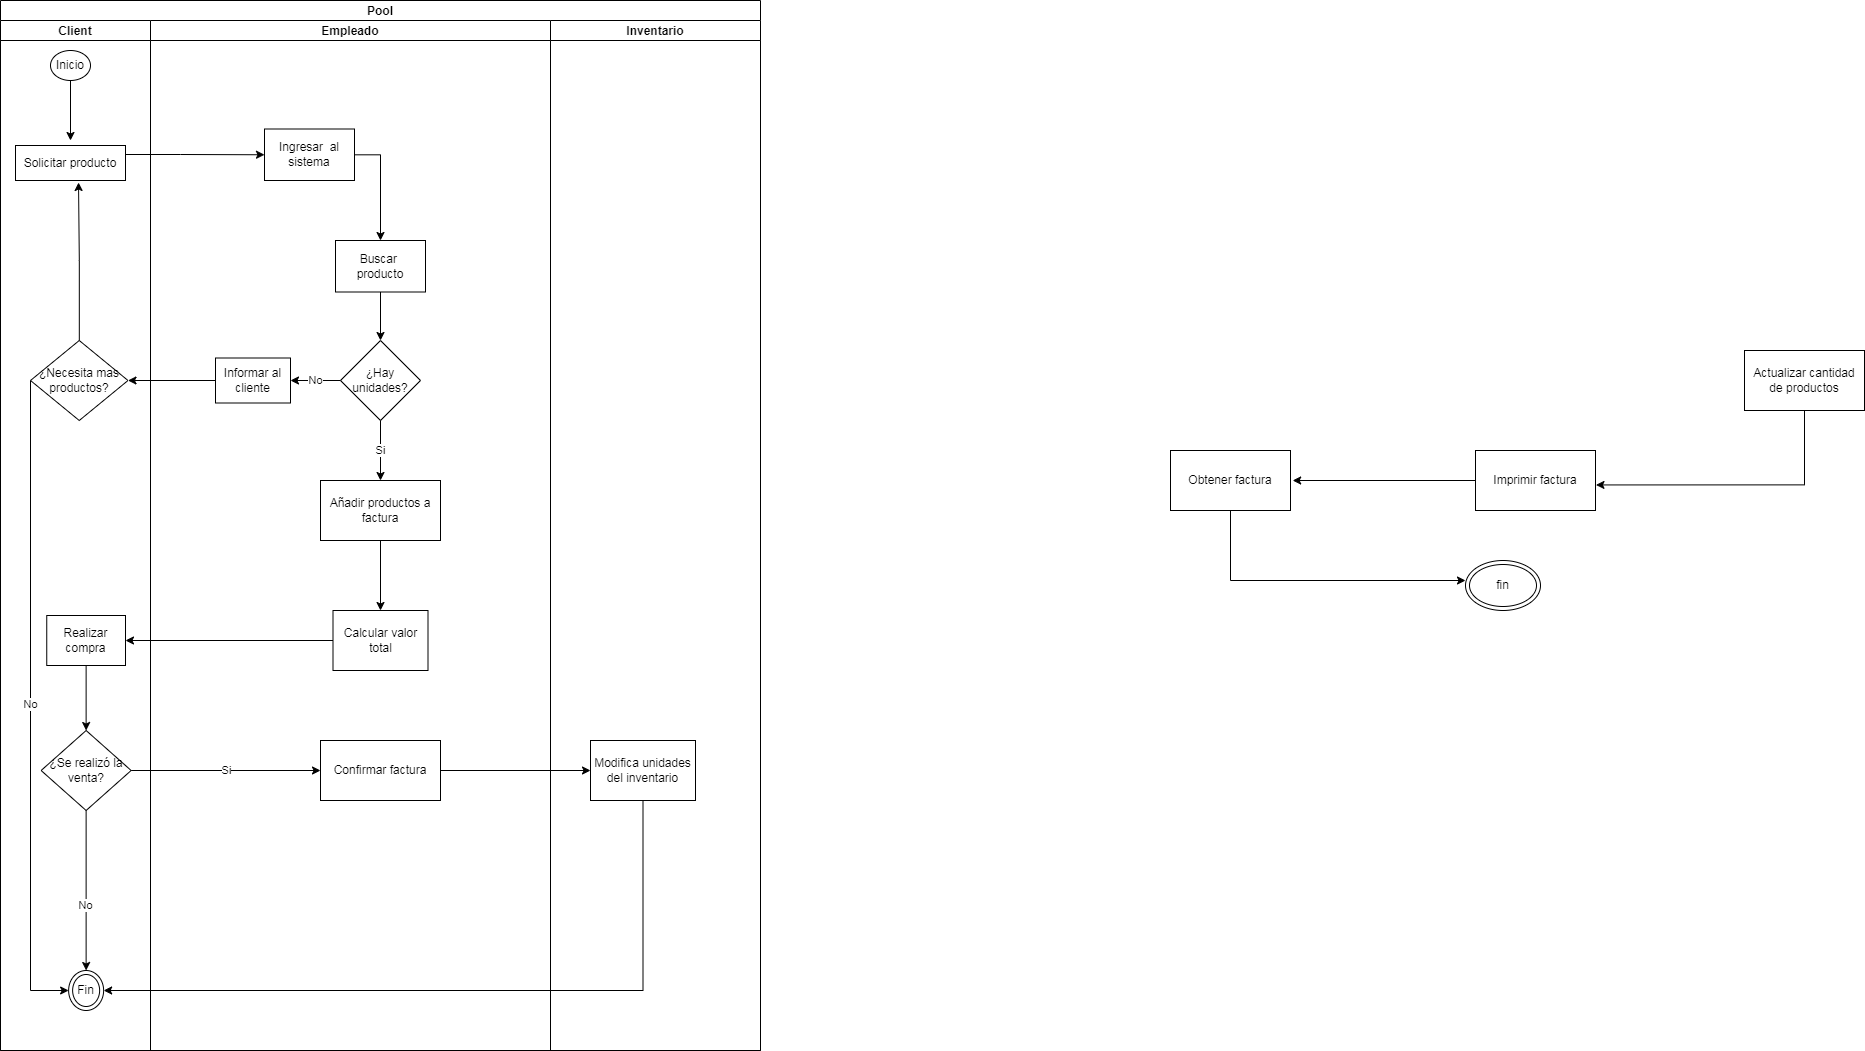 Pool
Client
Empleado
Inventario
Inicio
Solicitar producto
Ingresar al
sistema
Buscar
producto
¿Necesita mas
productos?
Informar al
cliente
No
¿Hay
unidades?
Si
Añadir productos a
factura
Realizar
compra
Calcular valor
total
No
¿Se realizó la
venta?
Si
Confirmar factura
Modifica unidades
del inventario
No
Fin
Actualizar cantidad
de productos
Obtener factura
Imprimir factura
fin